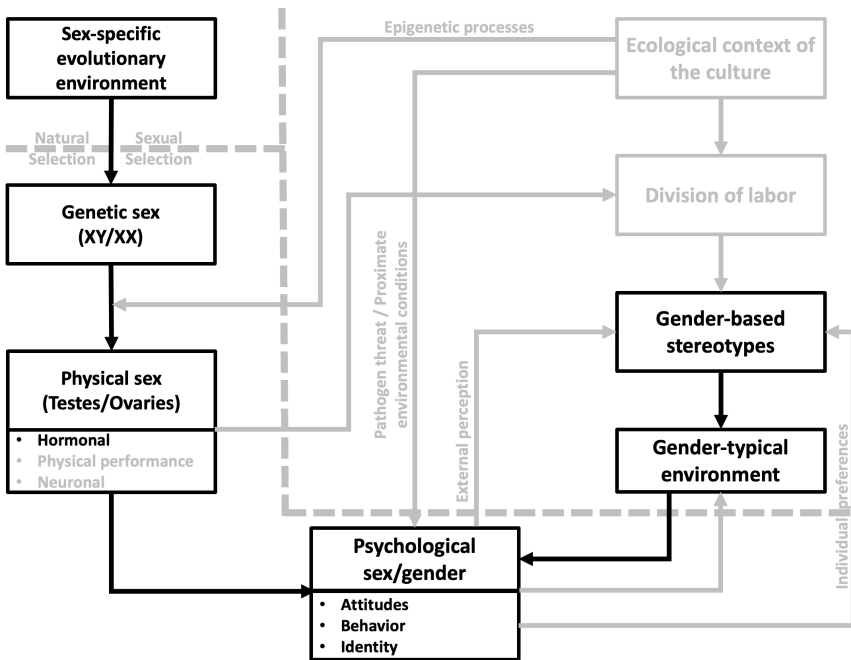 Sex-specific
evolutionary
environment
Epigenetic processes
Ecological context of
the culture
Natural
Selection
Sexual
Selection
Genetic sex
(XY/XX)
Division of labor
Pathogen threat / Proximate
environmental conditions
Gender-based
stereotypes
Physical sex
(Testes/Ovaries)
• Hormonal
• Physical performance
• Neuronal
External perception
Gender-typical
environment
Individual preferences
Psychological
sex/gender
• Attitudes
• Behavior
• Identity